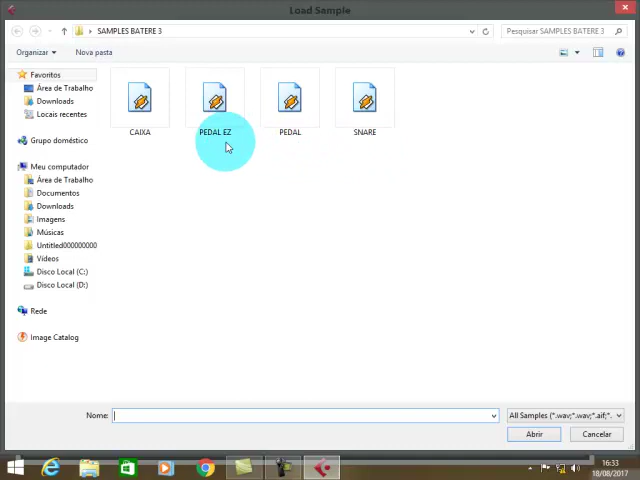 Load Sample
SAMPLES BATERE 3
Pesquisar SAMPLES BATERE 3
Organizar
Nova pasta
Favoritos
Área de Trabalho
Downloads
Locais recentes
Grupo doméstico
Meu computador
Área de Trabalho
Documentos
Downloads
Imagens
Músicas
Untitled000000000
Vídeos
Disco Local (C:)
Disco Local (D:)
Rede
Image Catalog
CAIXA
PEDAL EZ
PEDAL
SNARE
Nome:
All Samples (*.wav;*.wav;*.aif;*.
Abrir
Cancelar
16:33
18/08/2017